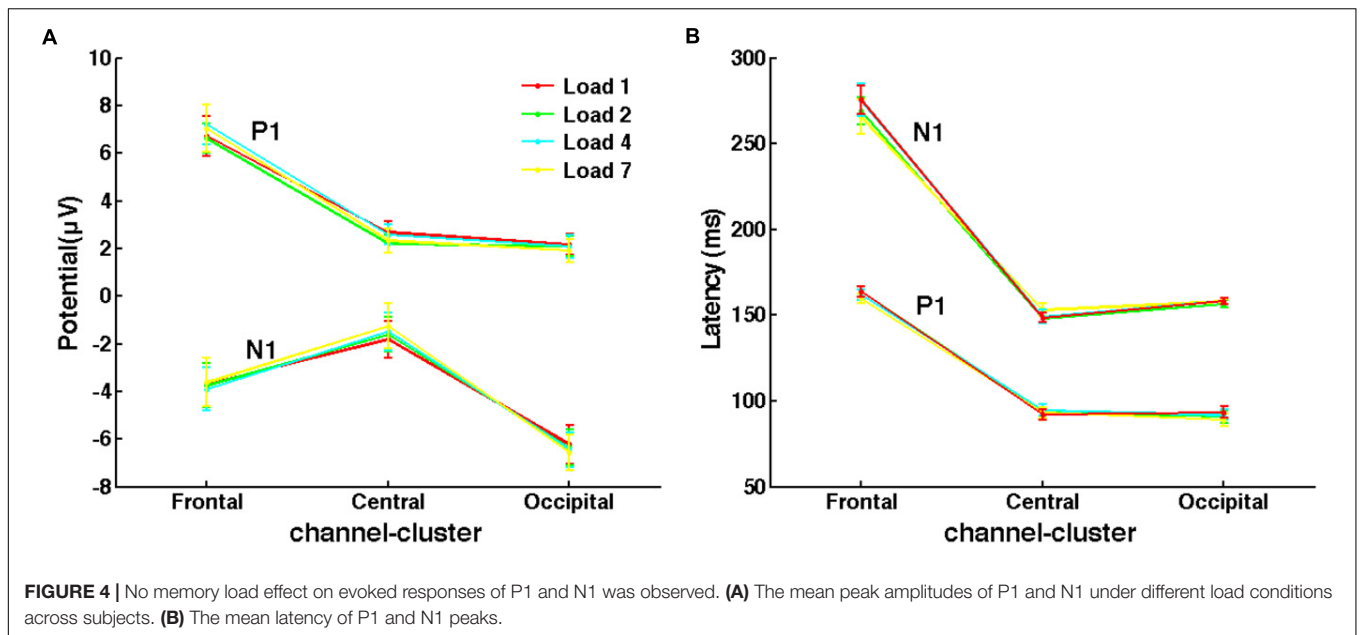 A
10
8
6
4
2
0
-2
-4
-6
-8
Potential(μ V)
P1
N1
Load 1
Load 2
Load 4
Load 7
Frontal Central Occipital
channel-cluster
B
300
250
200
150
100
50
Latency (ms)
N1
P1
Frontal Central Occipital
channel-cluster
FIGURE 4 | No memory load effect on evoked responses of P1 and N1 was observed. (A) The mean peak amplitudes of P1 and N1 under different load conditions
across subjects. (B) The mean latency of P1 and N1 peaks.